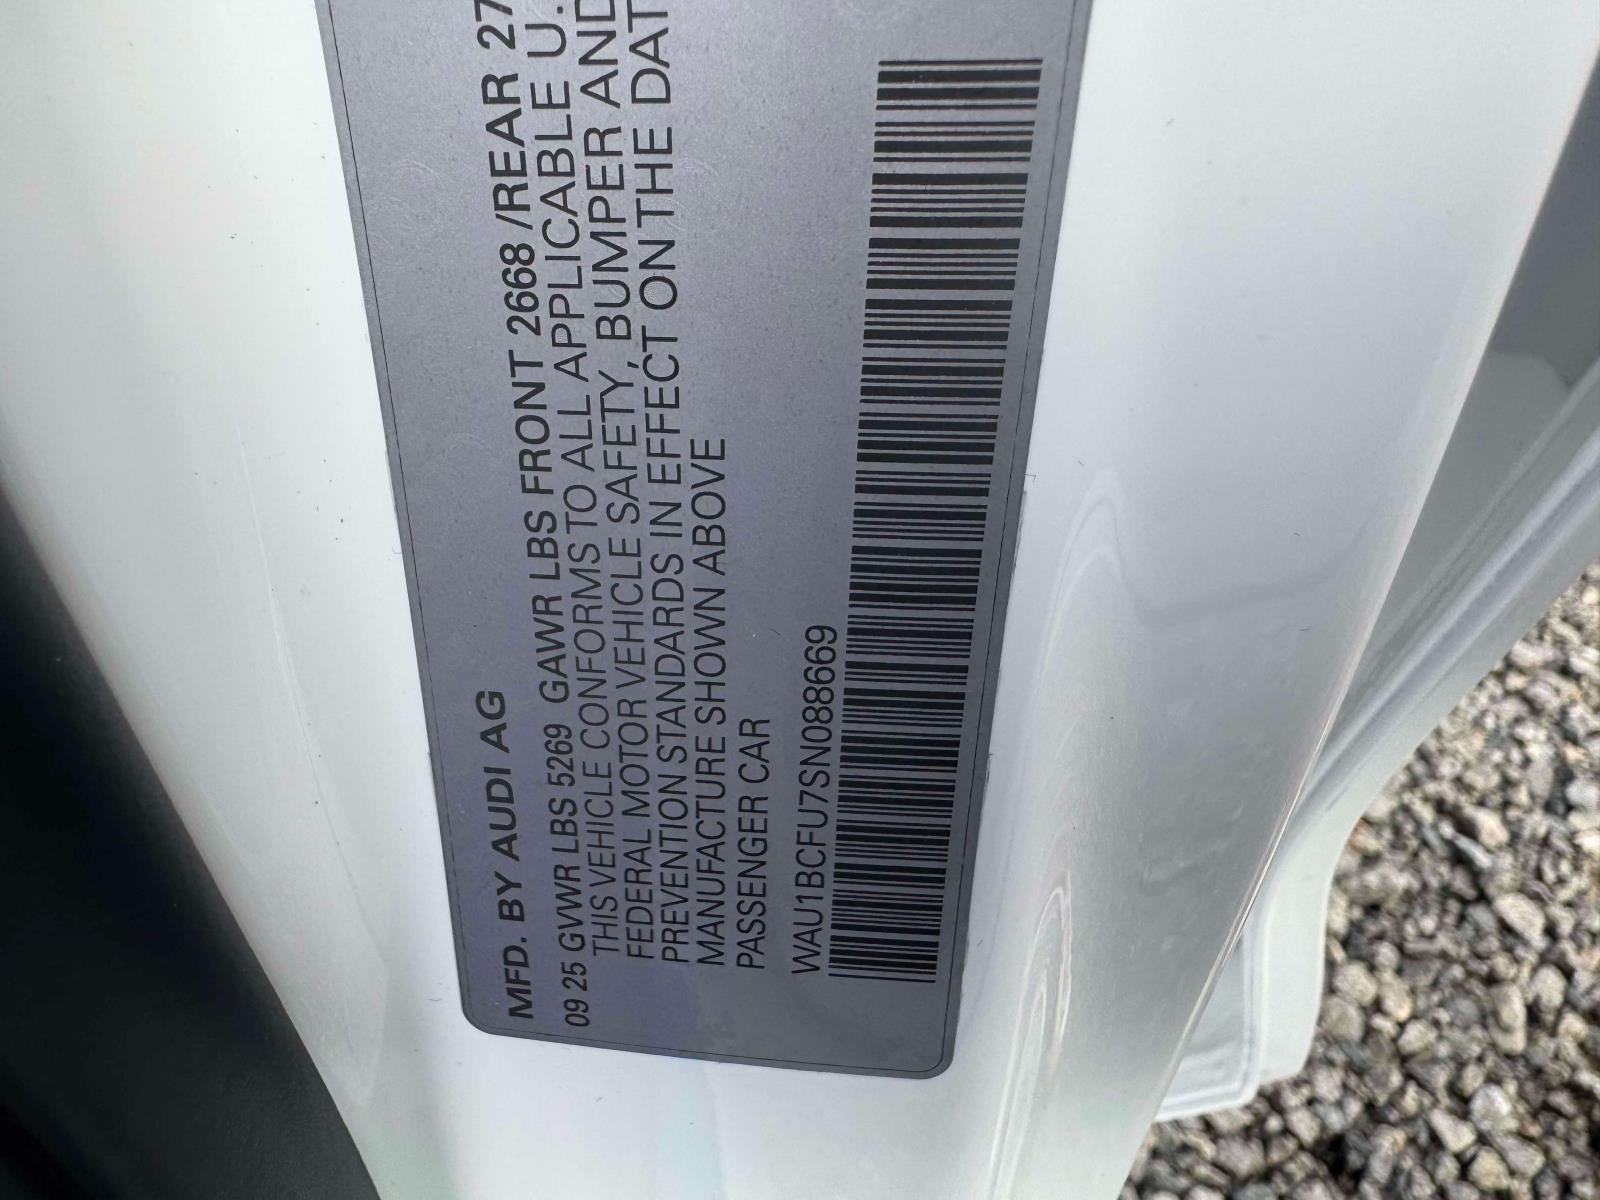 MFD. BY AUDI AG
09 25 GVWR LBS 5269 GAWR LBS FRONT 2668 /REAR 27
THIS VEHICLE CONFORMS TO ALL APPLICABLE U.
FEDERAL MOTOR VEHICLE SAFETY, BUMPER AND
PREVENTION STANDARDS IN EFFECT ON THE DAT
MANUFACTURE SHOWN ABOVE
PASSENGER CAR
WAU1BCFU7SN088669